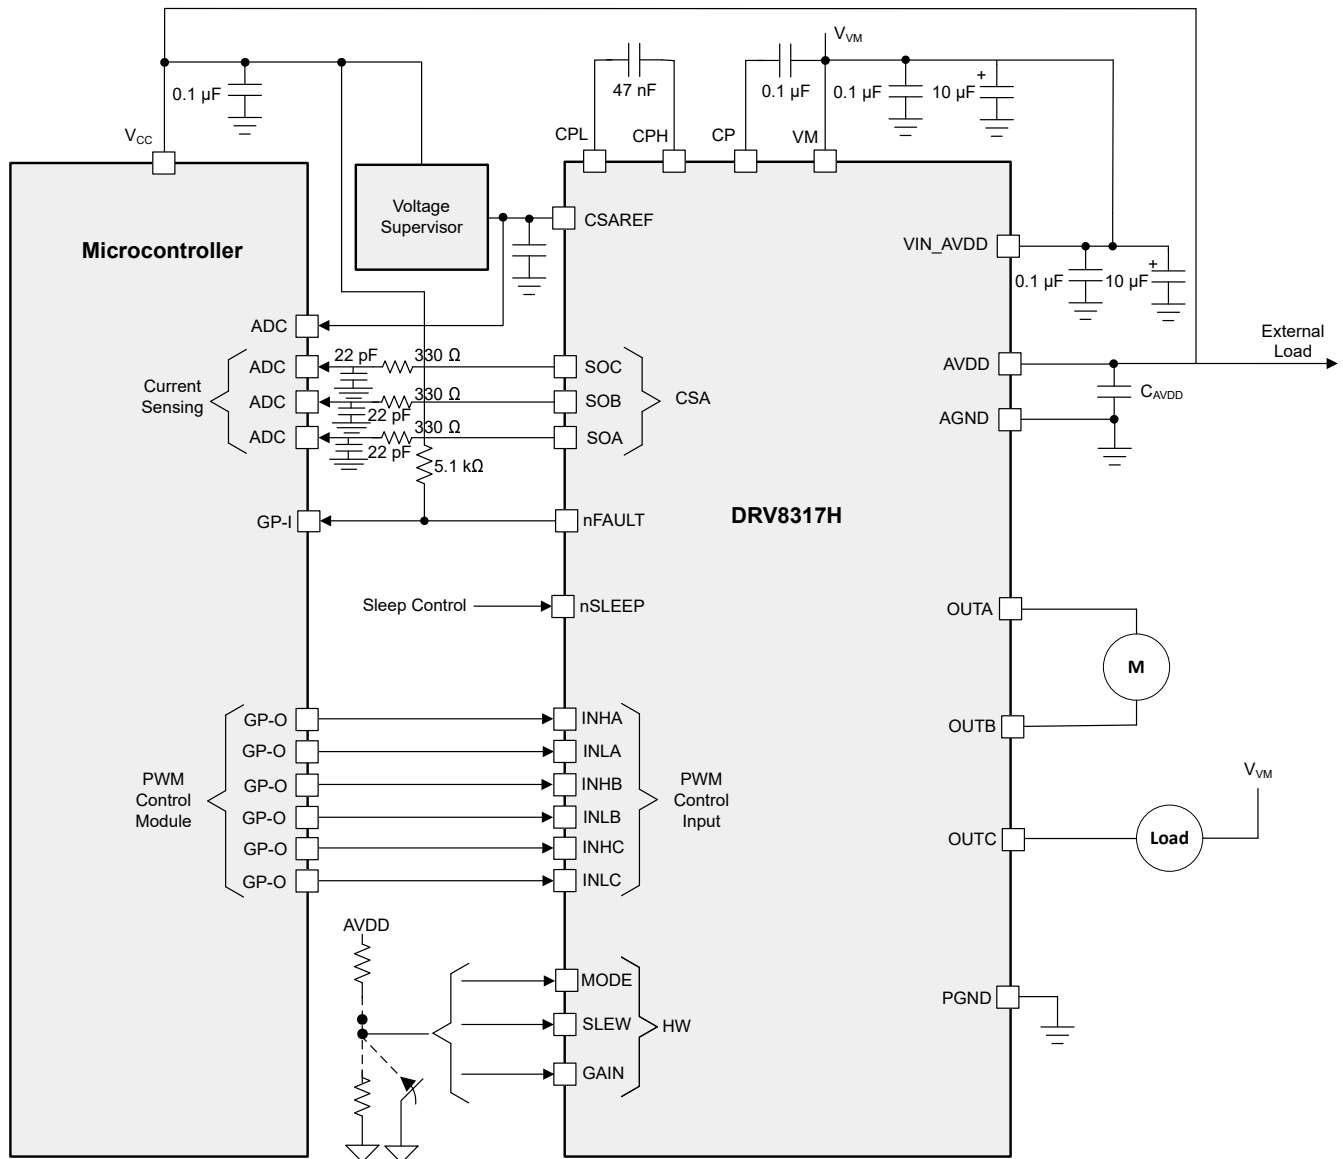 V_VM
0.1 µF
47 nF
0.1 µF
0.1 µF
+
10 µF
V_CC
CPL
CPH
CP
VM
Microcontroller
Voltage
Supervisor
CSAREF
VIN_AVDD
0.1 µF
+
10 µF
ADC
External
Load
22 pF
330 Ω
ADC
SOC
AVDD
Current
Sensing
ADC
330 Ω
SOB
CSA
C_AVDD
22 pF
AGND
ADC
330 Ω
SOA
22 pF
5.1 kΩ
GP-I
nFAULT
DRV8317H
Sleep Control
nSLEEP
OUTA
M
OUTB
GP-O
INHA
GP-O
INLA
PWM
Control
Module
GP-O
INHB
PWM
Control
Input
GP-O
INLB
GP-O
INHC
GP-O
INLC
V_VM
OUTC
Load
AVDD
MODE
SLEW
HW
GAIN
PGND